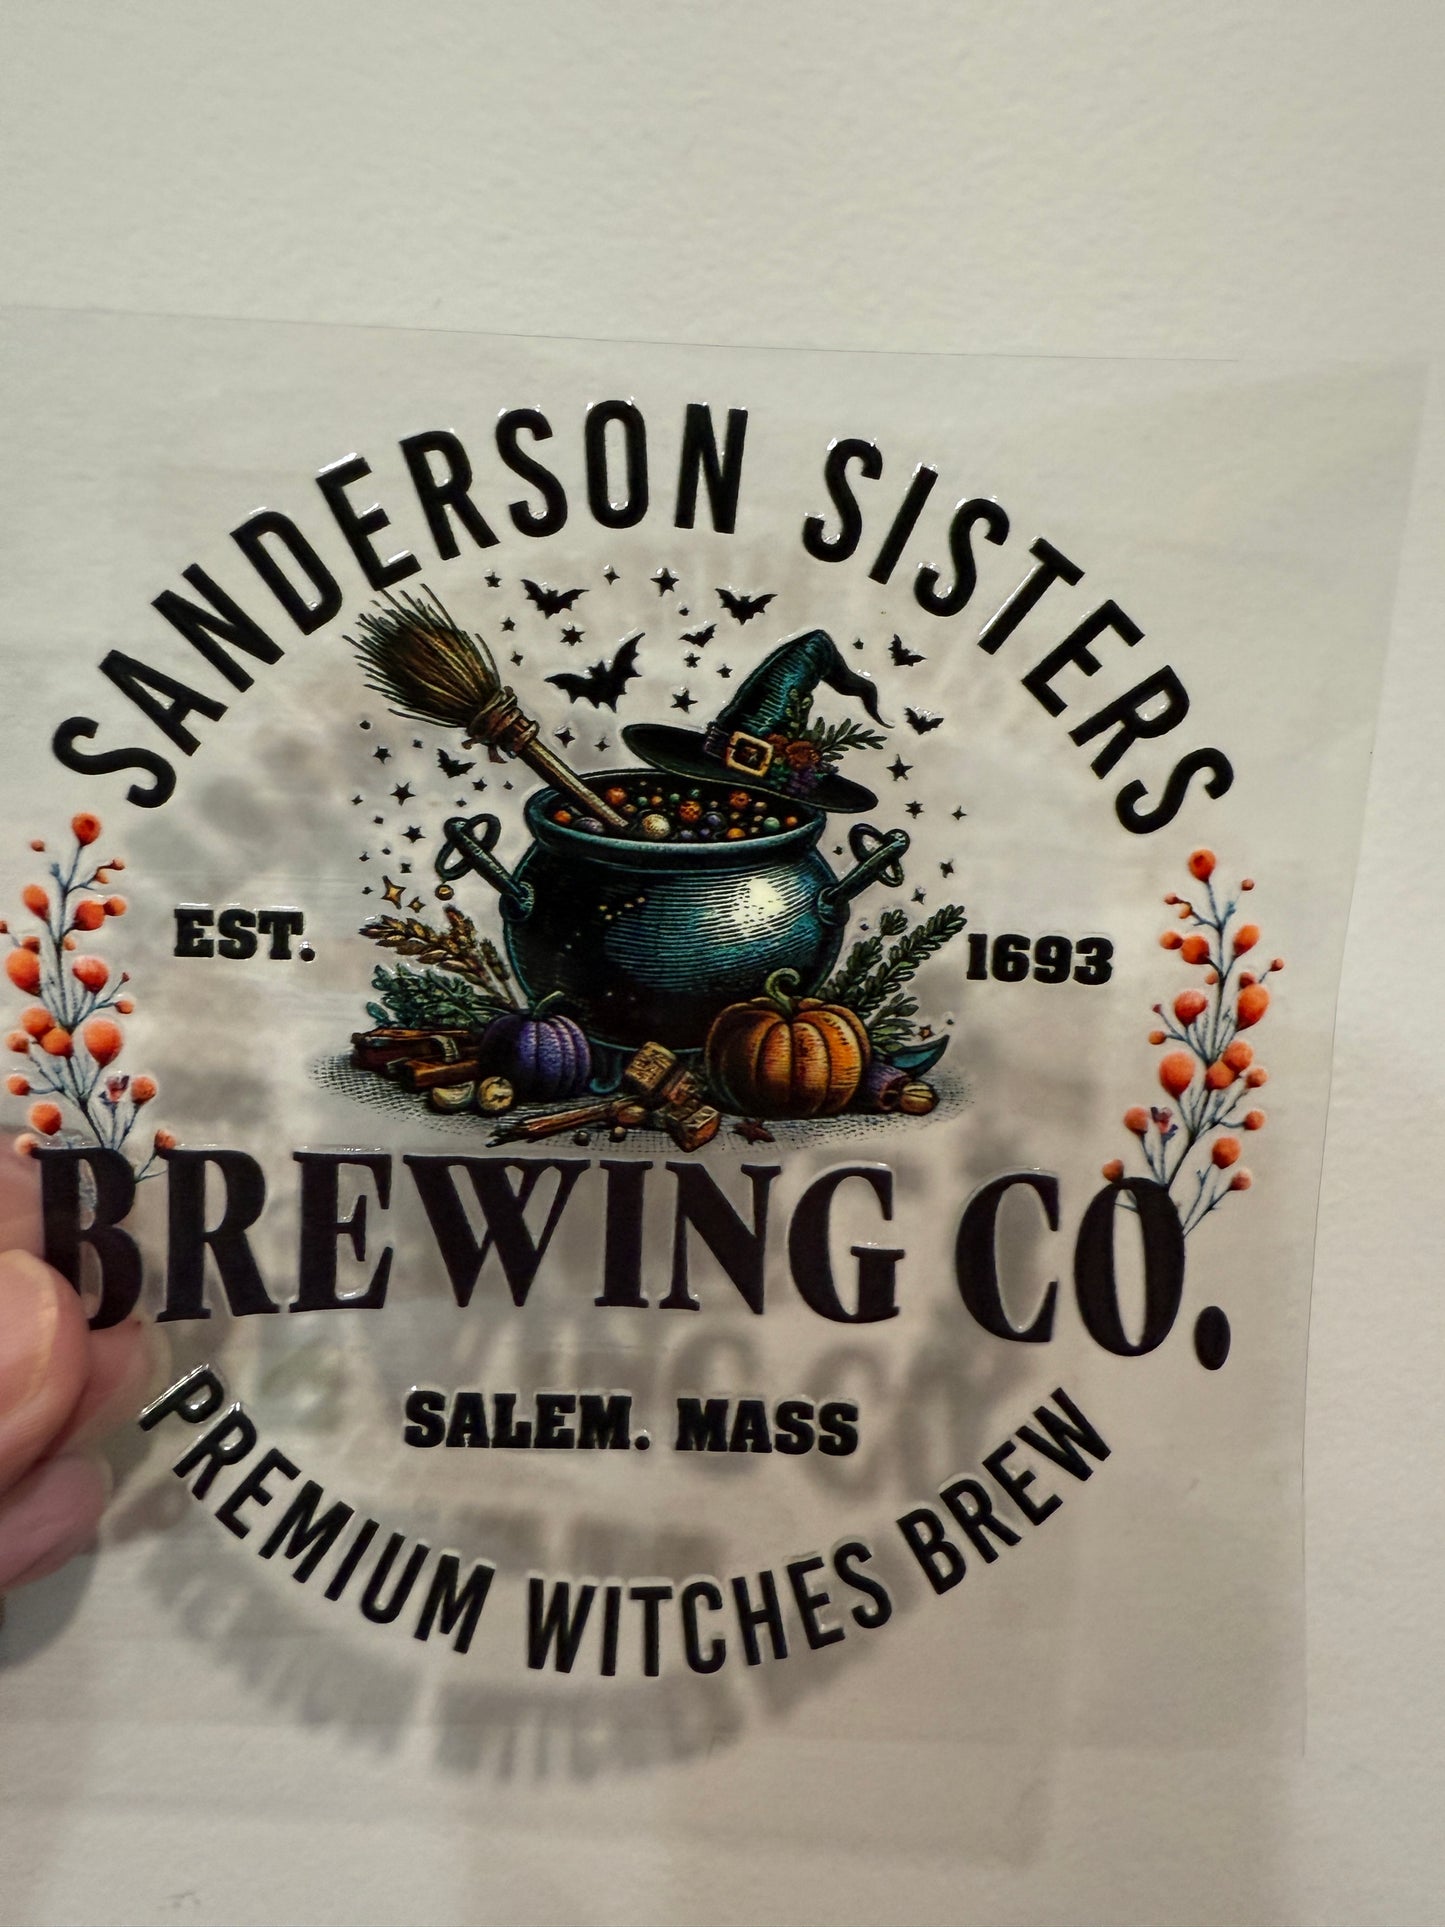 SANDERSON SISTERS
EST. 1693
BREWING CO.
SALEM. MASS
PREMIUM WITCHES BREW